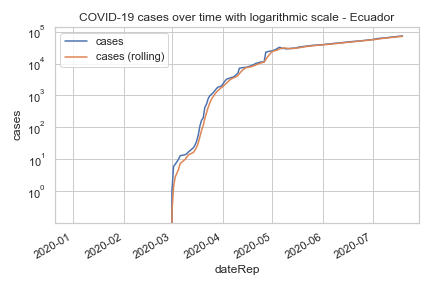 COVID-19 cases over time with logarithmic scale - Ecuador
cases
cases (rolling)
10^5
10^4
10^3
10^2
10^1
10^0
cases
2020-01
2020-02
2020-03
2020-04
2020-05
2020-06
2020-07
dateRep